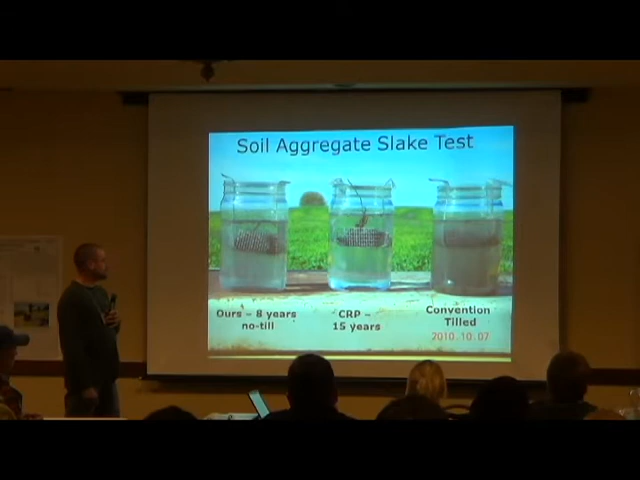 Soil Aggregate Slake Test
Ours – 8 years
no-till
CRP –
15 years
Convention
Tilled
2010.10.07